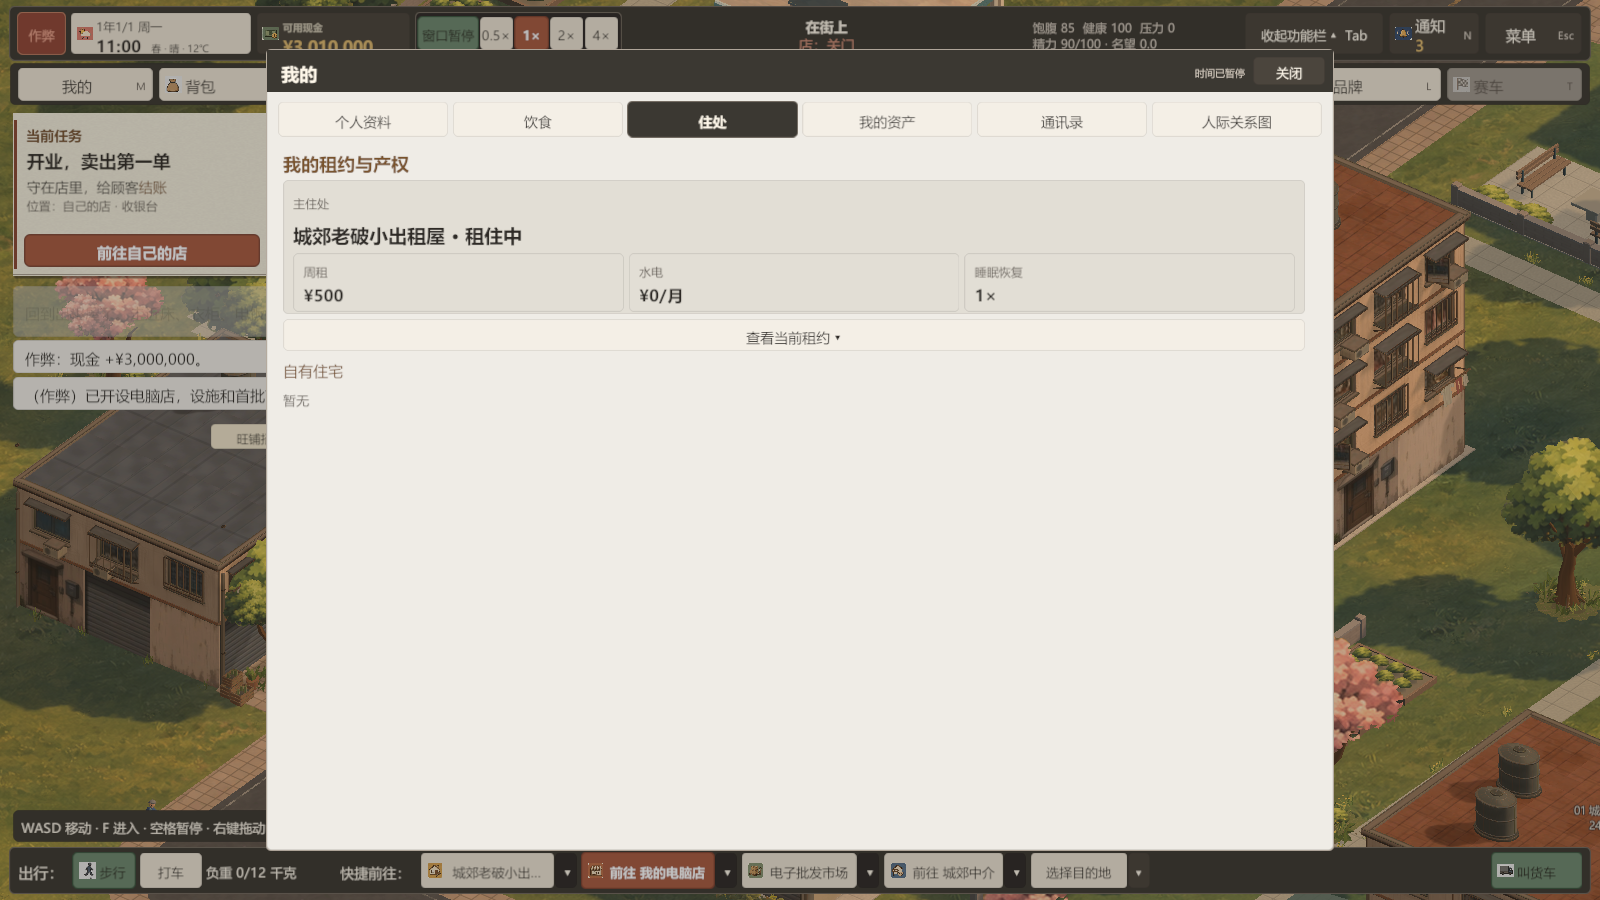 作弊
1年1/1 周一
11:00 春 · 晴 · 12℃
可用现金
¥3,010,000
窗口暂停 0.5× 1× 2× 4×
在街上
店：关门
饱腹 85 健康 100 压力 0
精力 90/100 · 名望 0.0
收起功能栏 Tab
通知
3
N
菜单 Esc
我的 M
背包
品牌 L
赛车 T
当前任务
开业，卖出第一单
守在店里，给顾客结账
位置：自己的店 · 收银台
前往自己的店
作弊：现金 +¥3,000,000。
（作弊）已开设电脑店，设施和首批
旺铺
我的
时间已暂停
关闭
个人资料 饮食 住处 我的资产 通讯录 人际关系图
我的租约与产权
主住处
城郊老破小出租屋 · 租住中
周租
¥500
水电
¥0/月
睡眠恢复
1×
查看当前租约
自有住宅
暂无
01 城
24
WASD 移动 · F 进入 · 空格暂停 · 右键拖动
出行：
步行
打车
负重 0/12 千克
快捷前往：
城郊老破小出...
前往 我的电脑店
电子批发市场
前往 城郊中介
选择目的地
叫货车